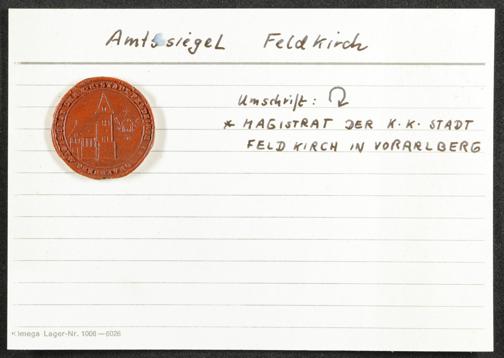 Amtssiegel Feldkirch
Umschrift:
* MAGISTRAT DER K.K. STADT
FELDKIRCH IN VORARLBERG
Kimega Lager-Nr. 1006—6026